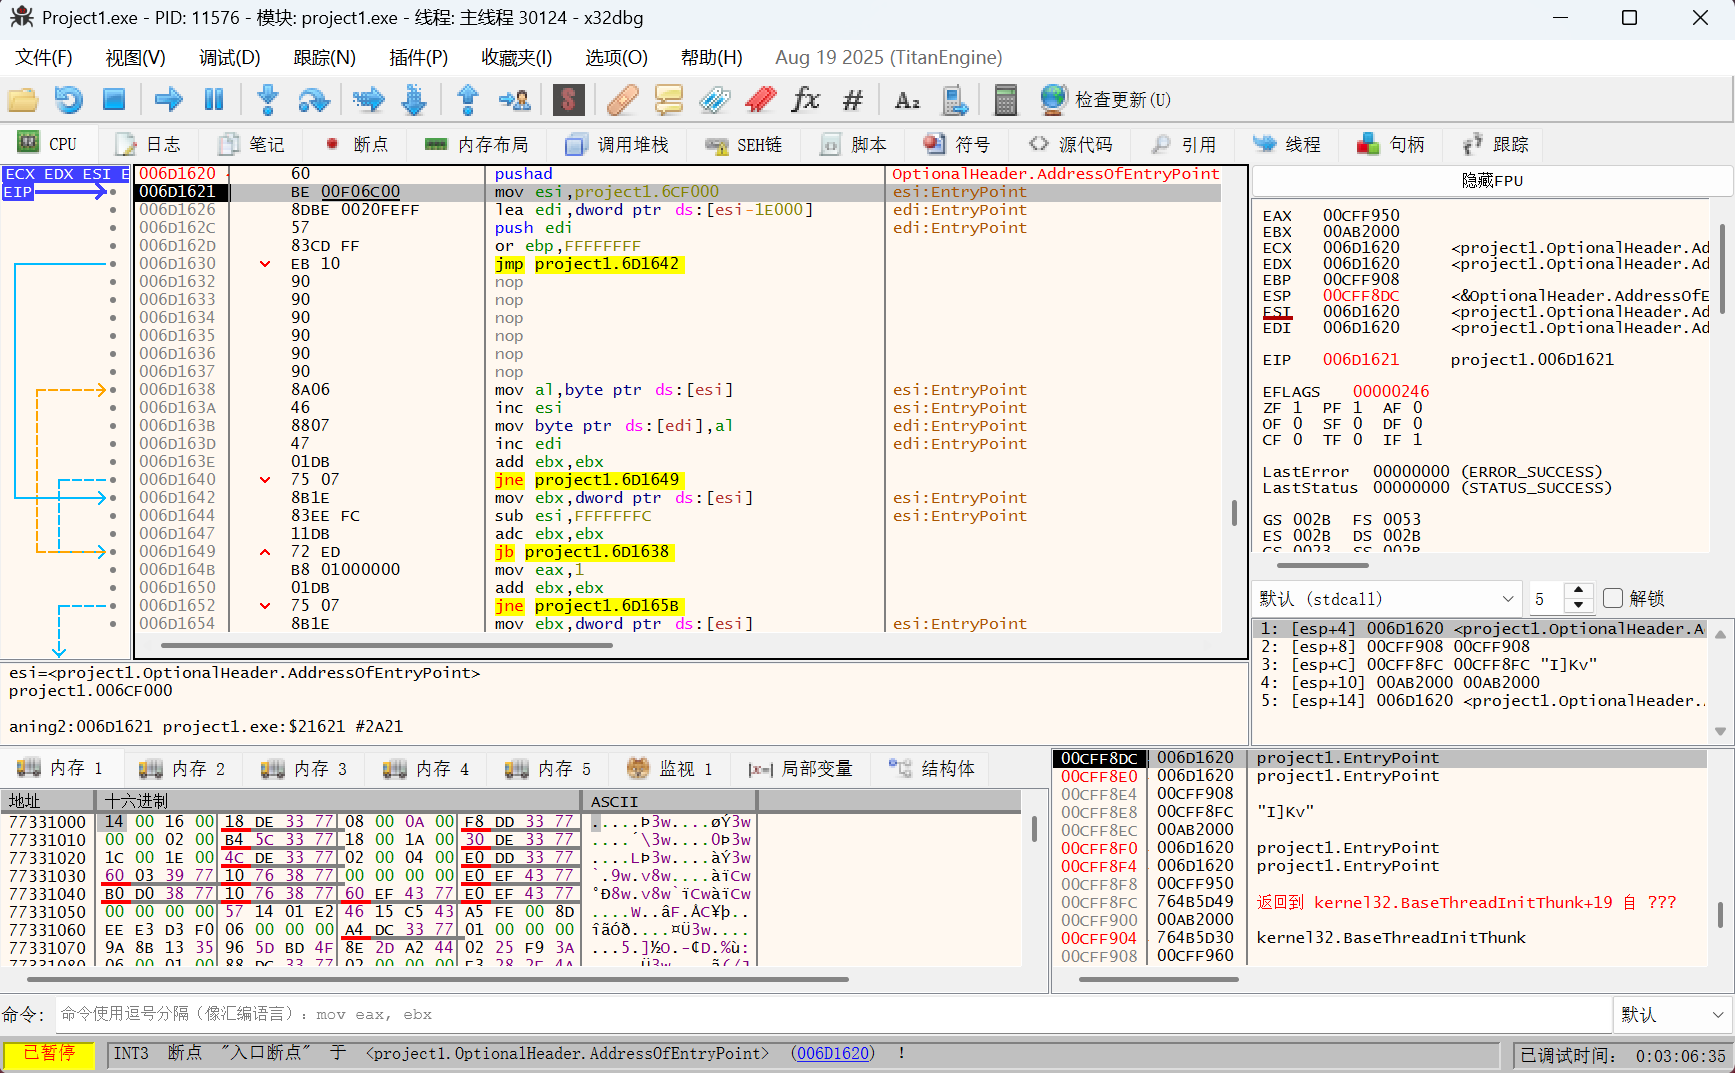 Project1.exe - PID: 11576 - 模块: project1.exe - 线程: 主线程 30124 - x32dbg
文件(F) 视图(V) 调试(D) 跟踪(N) 插件(P) 收藏夹(I) 选项(O) 帮助(H) Aug 19 2025 (TitanEngine)
检查更新(U)
CPU 日志 笔记 断点 内存布局 调用堆栈 SEH链 脚本 符号 源代码 引用 线程 句柄 跟踪
ECX EDX ESI E
EIP
006D1620 60 pushad OptionalHeader.AddressOfEntryPoint
006D1621 BE 00F06C00 mov esi,project1.6CF000 esi:EntryPoint
006D1626 8DBE 0020FEFF lea edi,dword ptr ds:[esi-1E000] edi:EntryPoint
006D162C 57 push edi edi:EntryPoint
006D162D 83CD FF or ebp,FFFFFFFF
006D1630 EB 10 jmp project1.6D1642
006D1632 90 nop
006D1633 90 nop
006D1634 90 nop
006D1635 90 nop
006D1636 90 nop
006D1637 90 nop
006D1638 8A06 mov al,byte ptr ds:[esi] esi:EntryPoint
006D163A 46 inc esi esi:EntryPoint
006D163B 8807 mov byte ptr ds:[edi],al edi:EntryPoint
006D163D 47 inc edi edi:EntryPoint
006D163E 01DB add ebx,ebx
006D1640 75 07 jne project1.6D1649
006D1642 8B1E mov ebx,dword ptr ds:[esi] esi:EntryPoint
006D1644 83EE FC sub esi,FFFFFFFC esi:EntryPoint
006D1647 11DB adc ebx,ebx
006D1649 72 ED jb project1.6D1638
006D164B B8 01000000 mov eax,1
006D1650 01DB add ebx,ebx
006D1652 75 07 jne project1.6D165B
006D1654 8B1E mov ebx,dword ptr ds:[esi] esi:EntryPoint
隐藏FPU
EAX 00CFF950
EBX 00AB2000
ECX 006D1620 <project1.OptionalHeader.Ad
EDX 006D1620 <project1.OptionalHeader.Ad
EBP 00CFF908
ESP 00CFF8DC <&OptionalHeader.AddressOfE
ESI 006D1620 <project1.OptionalHeader.Ad
EDI 006D1620 <project1.OptionalHeader.Ad
EIP 006D1621 project1.006D1621
EFLAGS 00000246
ZF 1 PF 1 AF 0
OF 0 SF 0 DF 0
CF 0 TF 0 IF 1
LastError 00000000 (ERROR_SUCCESS)
LastStatus 00000000 (STATUS_SUCCESS)
GS 002B FS 0053
ES 002B DS 002B
CS 0023 SS 002B
默认 (stdcall) 5 解锁
1: [esp+4] 006D1620 <project1.OptionalHeader.A
2: [esp+8] 00CFF908 00CFF908
3: [esp+C] 00CFF8FC 00CFF8FC "I]Kv"
4: [esp+10] 00AB2000 00AB2000
5: [esp+14] 006D1620 <project1.OptionalHeader.
esi=<project1.OptionalHeader.AddressOfEntryPoint>
project1.006CF000
aning2:006D1621 project1.exe:$21621 #2A21
内存 1 内存 2 内存 3 内存 4 内存 5 监视 1 局部变量 结构体
地址 十六进制 ASCII
77331000 14 00 16 00 18 DE 33 77 08 00 0A 00 F8 DD 33 77 .....Þ3w....øÝ3w
77331010 00 00 02 00 B4 5C 33 77 18 00 1A 00 30 DE 33 77 ....´\3w....0Þ3w
77331020 1C 00 1E 00 4C DE 33 77 02 00 04 00 E0 DD 33 77 ....LÞ3w....àÝ3w
77331030 60 03 39 77 10 76 38 77 00 00 00 00 E0 EF 43 77 `.9w.v8w....àïCw
77331040 B0 D0 38 77 10 76 38 77 60 EF 43 77 E0 EF 43 77 °Ð8w.v8w`ïCwàïCw
77331050 00 00 00 00 57 14 01 E2 46 15 C5 43 A5 FE 00 8D ....W..âF.ÅC¥þ..
77331060 EE E3 D3 F0 06 00 00 00 A4 DC 33 77 01 00 00 00 îãÓð....¤Ü3w....
77331070 9A 8B 13 35 96 5D BD 4F 8E 2D A2 44 02 25 F9 3A ...5.]½O.-¢D.%ù:
77331080 06 00 01 00 88 DC 33 77 02 00 00 00 E3 28 2F 4A
00CFF8DC 006D1620 project1.EntryPoint
00CFF8E0 006D1620 project1.EntryPoint
00CFF8E4 00CFF908
00CFF8E8 00CFF8FC "I]Kv"
00CFF8EC 00AB2000
00CFF8F0 006D1620 project1.EntryPoint
00CFF8F4 006D1620 project1.EntryPoint
00CFF8F8 00CFF950
00CFF8FC 764B5D49 返回到 kernel32.BaseThreadInitThunk+19 自 ???
00CFF900 00AB2000
00CFF904 764B5D30 kernel32.BaseThreadInitThunk
00CFF908 00CFF960
命令: 命令使用逗号分隔（像汇编语言）：mov eax, ebx 默认
已暂停 INT3 断点 "入口断点" 于 <project1.OptionalHeader.AddressOfEntryPoint> (006D1620) ! 已调试时间: 0:03:06:35